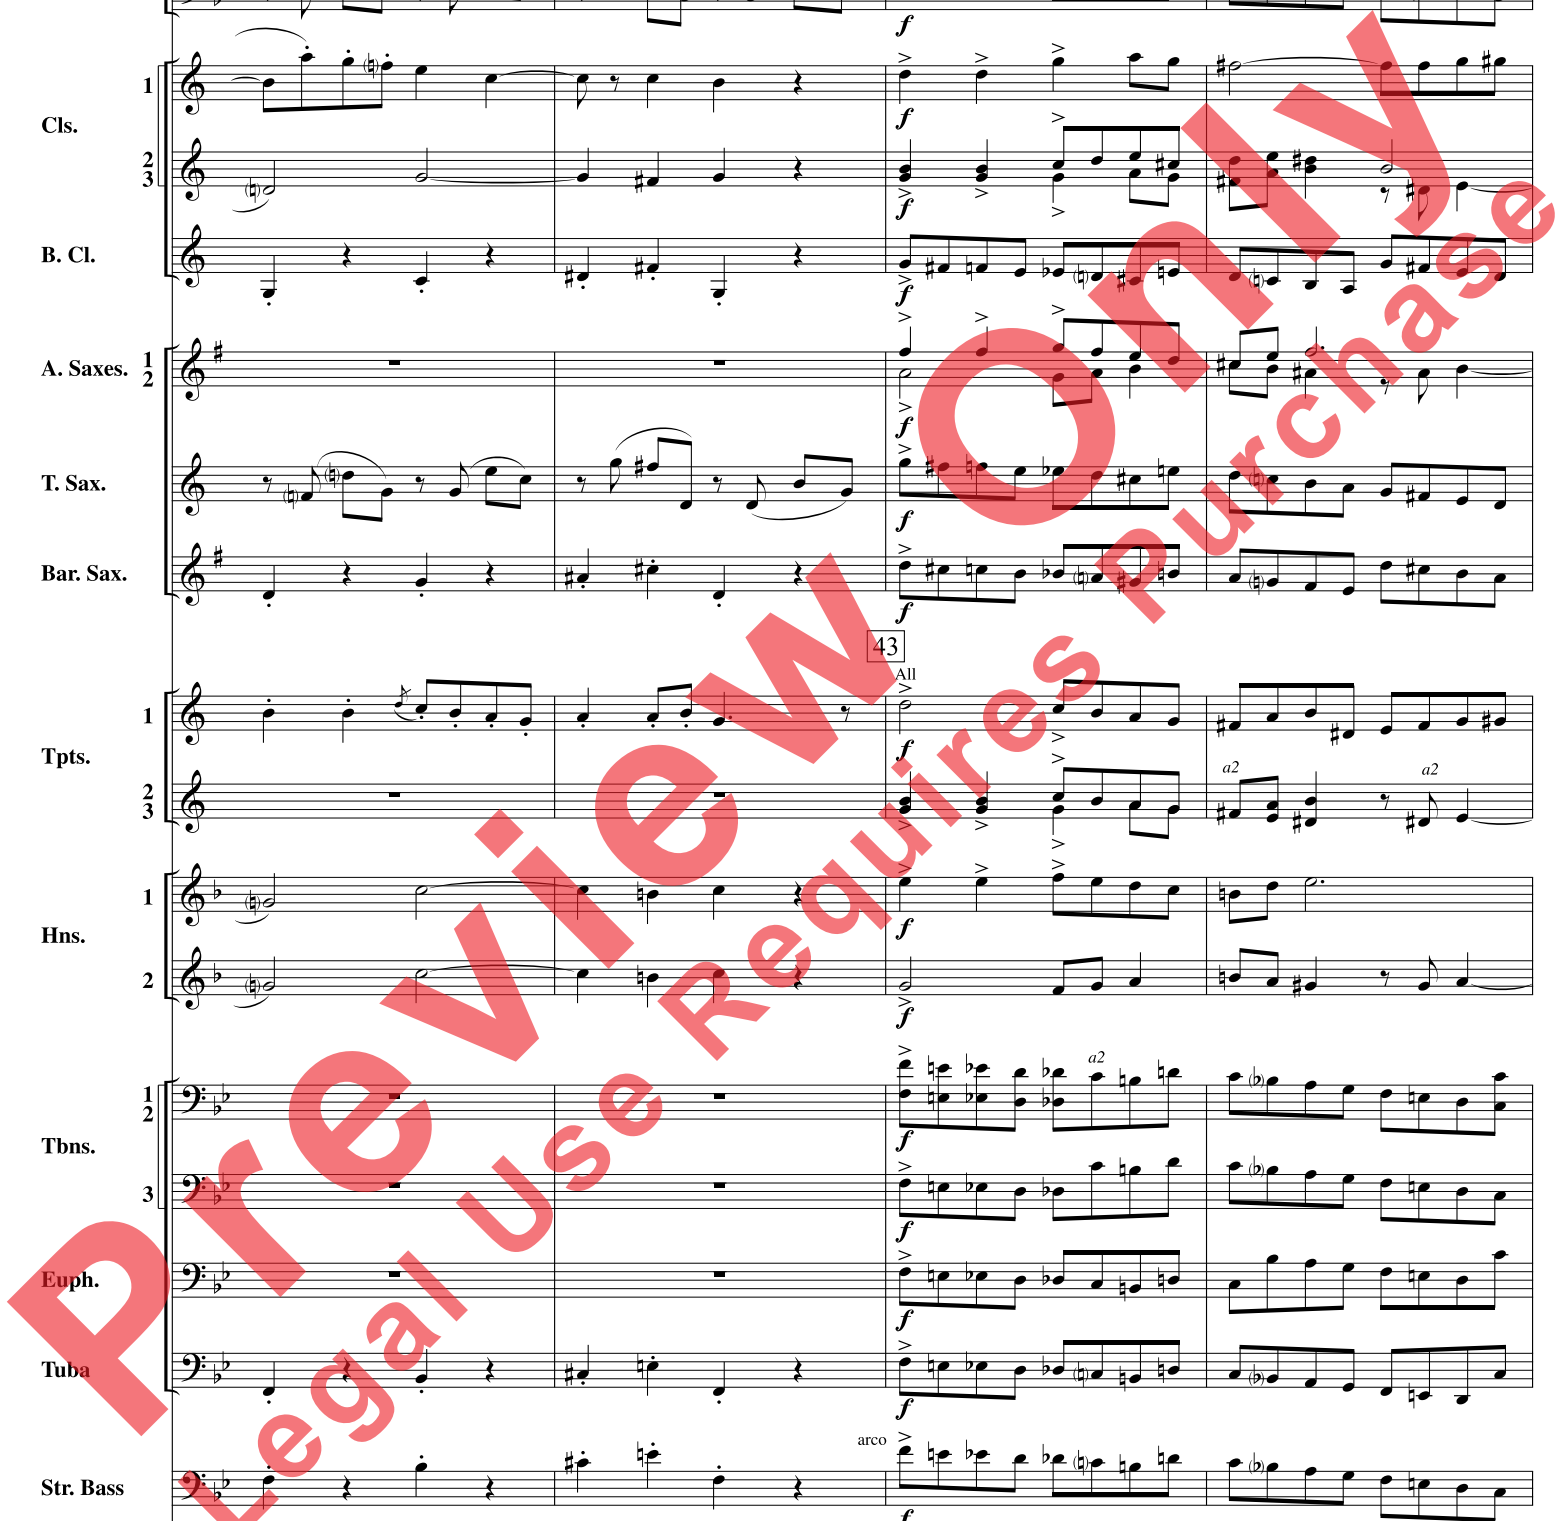 f
Cls.
1
f
2
3
f
B. Cl.
f
A. Saxes.
1
2
f
T. Sax.
f
Bar. Sax.
f
43
All
Tpts.
1
f
a2
a2
2
3
Hns.
1
f
2
f
a2
Tbns.
1
2
f
3
f
Euph.
f
Tuba
f
arco
Str. Bass
f
Preview Only
Legal Use Requires Purchase